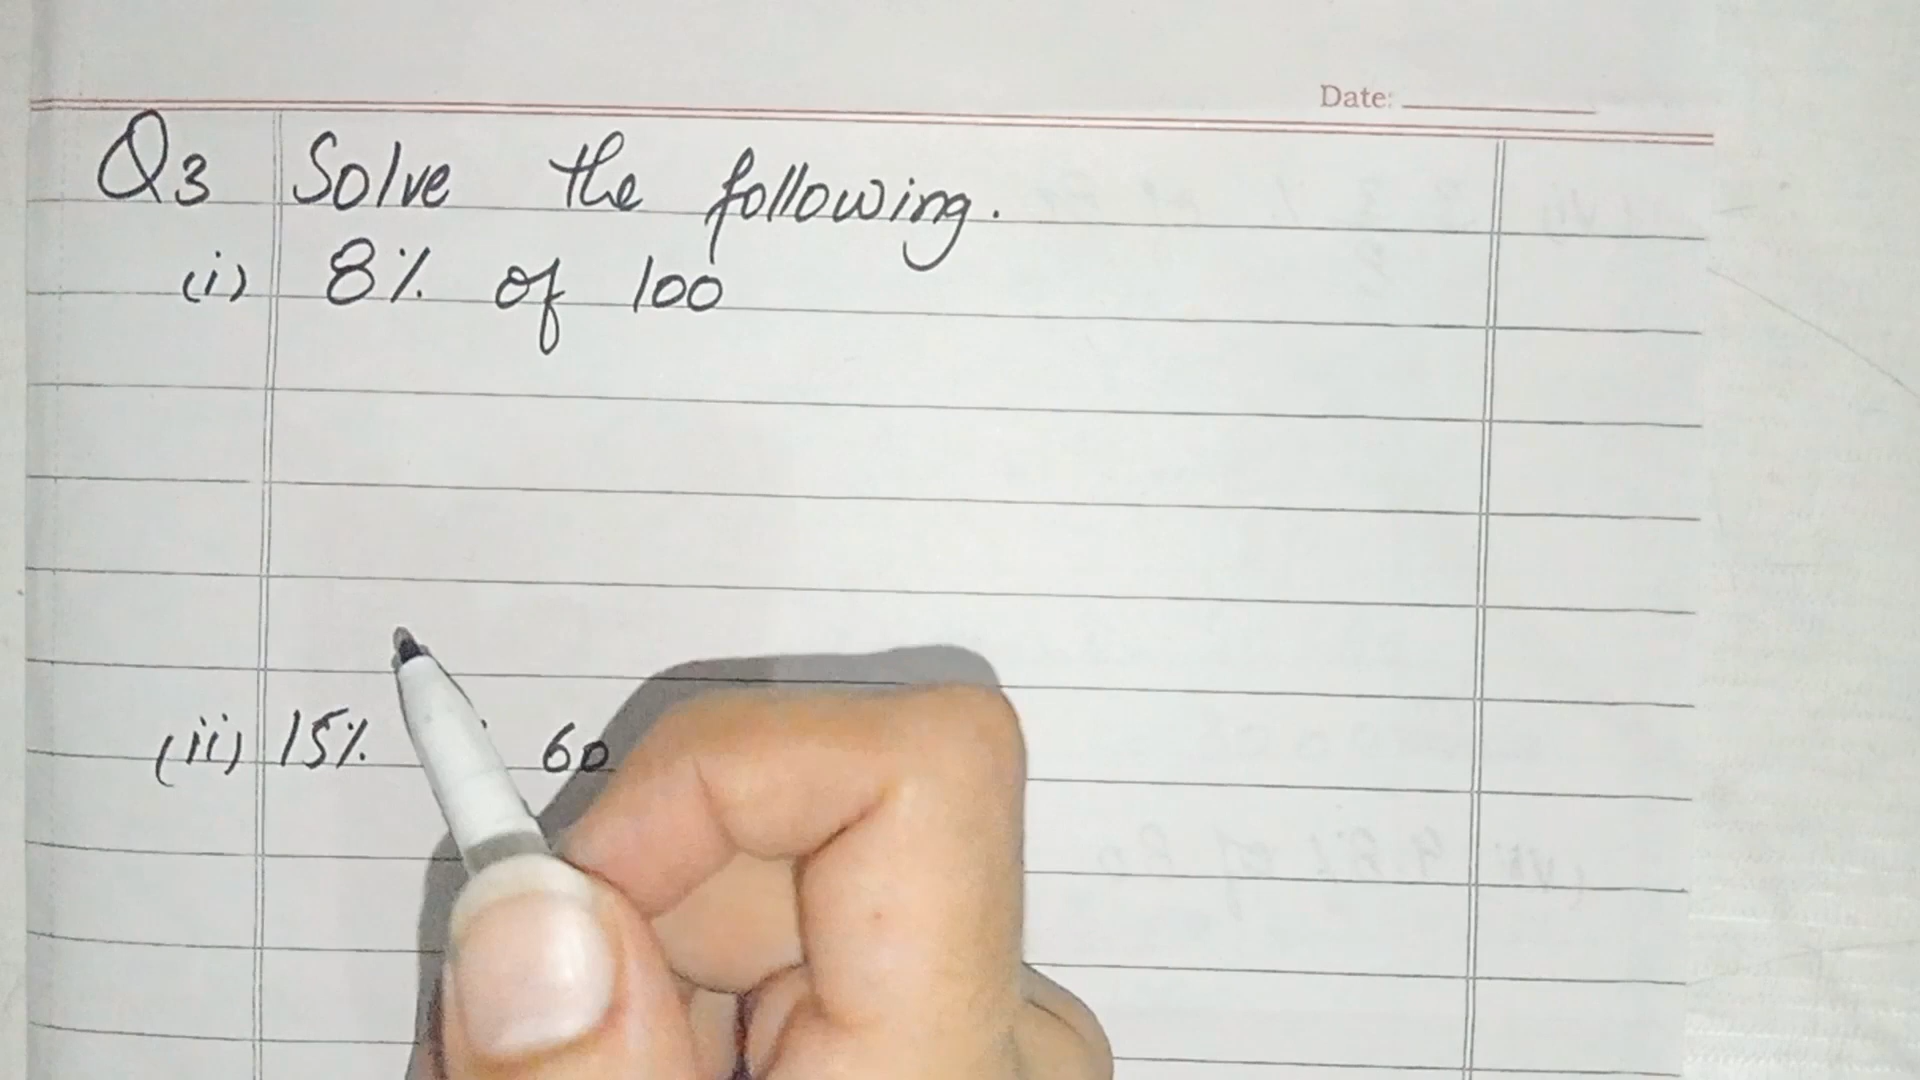 Date:
Q3 Solve the following.
(i) 8% of 100
(ii) 15% 60